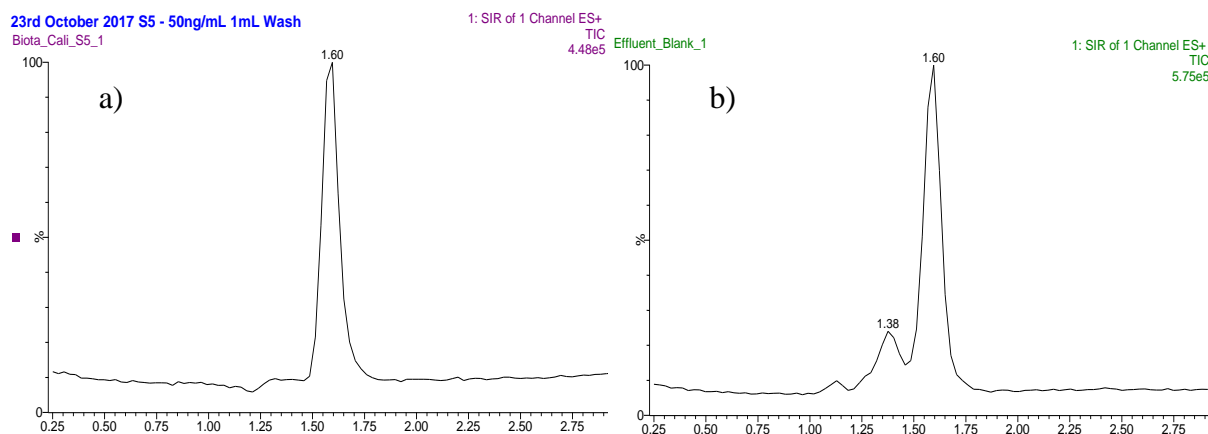 23rd October 2017 S5 - 50ng/mL 1mL Wash
Biota_Cali_S5_1
1: SIR of 1 Channel ES+
TIC
4.48e5
1.60
100
a)
%
0
0.25 0.50 0.75 1.00 1.25 1.50 1.75 2.00 2.25 2.50 2.75
Effluent_Blank_1
1: SIR of 1 Channel ES+
TIC
5.75e5
1.60
100
b)
%
1.38
0
0.25 0.50 0.75 1.00 1.25 1.50 1.75 2.00 2.25 2.50 2.75